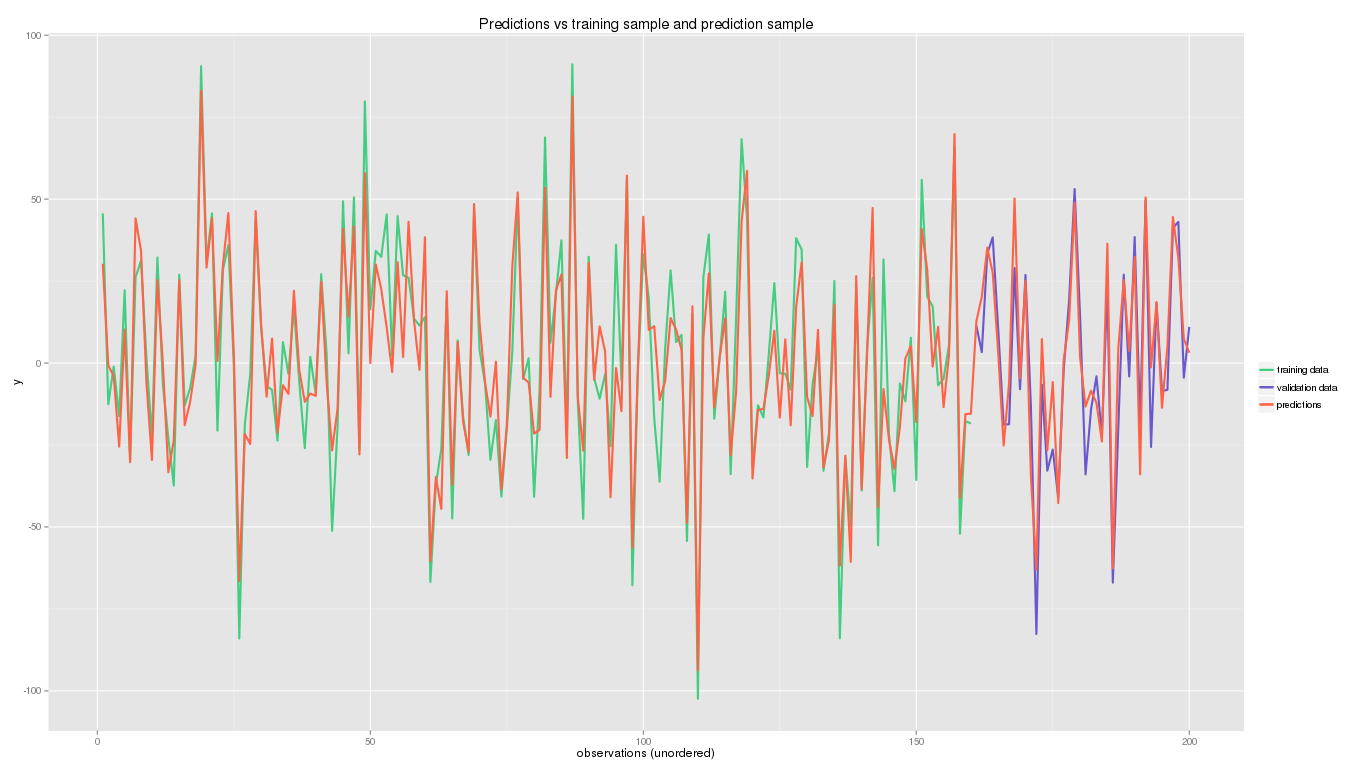 Predictions vs training sample and prediction sample
100
50
0
-50
-100
y
0
50
100
150
200
observations (unordered)
training data
validation data
predictions